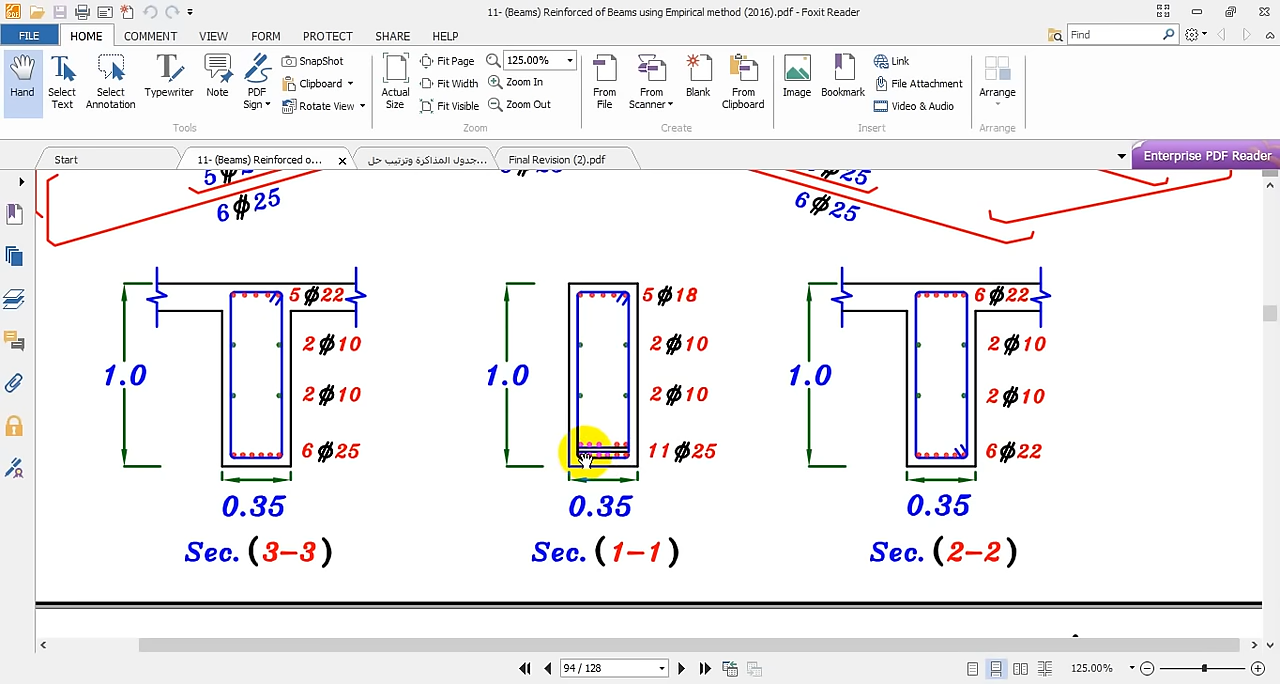 11- (Beams) Reinforced of Beams using Empirical method (2016).pdf - Foxit Reader
FILE HOME COMMENT VIEW FORM PROTECT SHARE HELP
Find
Hand
Select Text
Select Annotation
Typewriter
Note
PDF Sign
SnapShot
Clipboard
Rotate View
Tools
Actual Size
Fit Page
Fit Width
Fit Visible
125.00%
Zoom In
Zoom Out
Zoom
From File
From Scanner
Blank
From Clipboard
Create
Image
Bookmark
Link
File Attachment
Video & Audio
Insert
Arrange
Arrange
Start
11- (Beams) Reinforced o...
جدول المذاكرة وترتيب حل...
Final Revision (2).pdf
Enterprise PDF Reader
6ϕ25
6ϕ25
5ϕ22
2ϕ10
1.0
2ϕ10
6ϕ25
0.35
Sec.(3-3)
5ϕ18
2ϕ10
1.0
2ϕ10
11ϕ25
0.35
Sec.(1-1)
6ϕ22
2ϕ10
1.0
2ϕ10
6ϕ22
0.35
Sec.(2-2)
94 / 128
125.00%